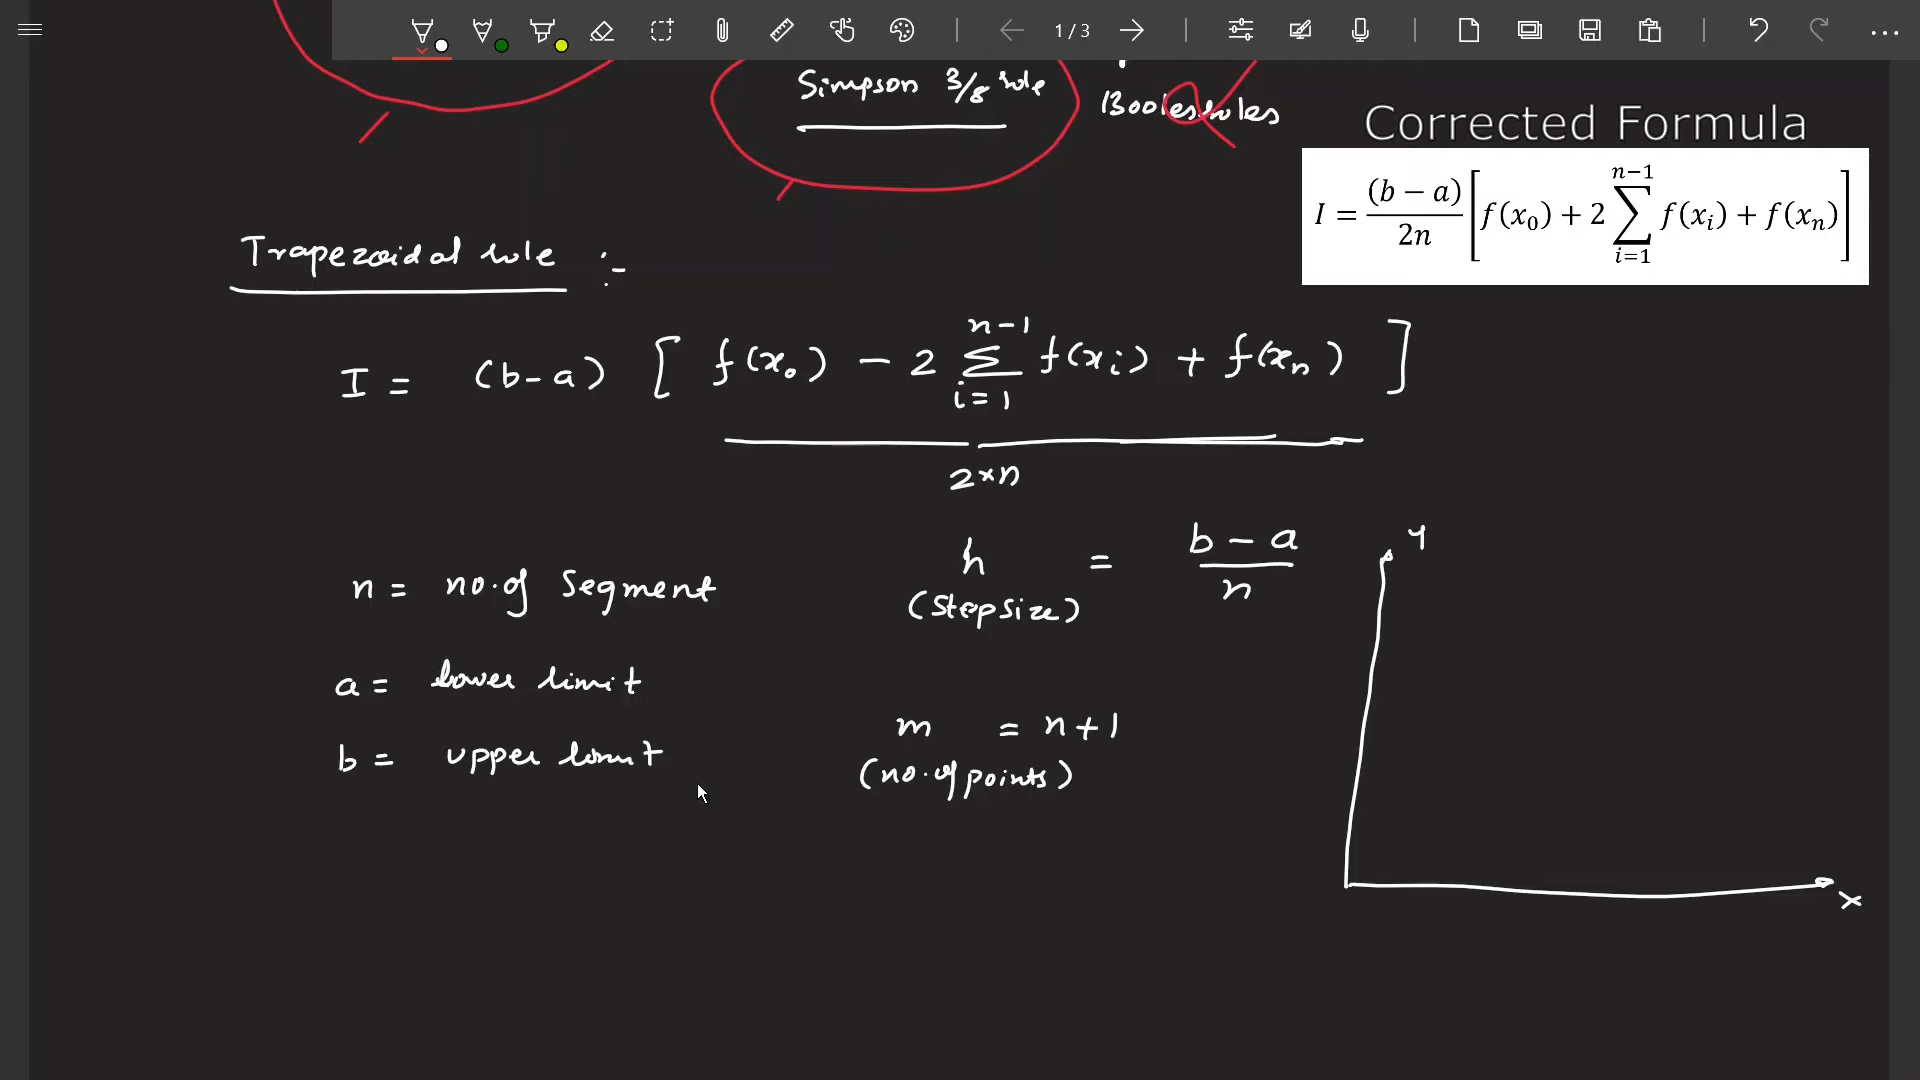 1 / 3
Simpson 3/8 rule
Booles rules
Corrected Formula
I = (b − a) / 2n [ f(x₀) + 2 ∑_{i=1}^{n−1} f(xᵢ) + f(xₙ) ]
Trapezoidal rule :-
I = (b-a) [ f(x₀) - 2 ∑_{i=1}^{n-1} f(xᵢ) + f(xₙ) ]
2×n
n = no. of Segment
h = b - a / n
(Stepsize)
a = lower limit
b = upper limit
m = n+1
(no. of points)
Y
X